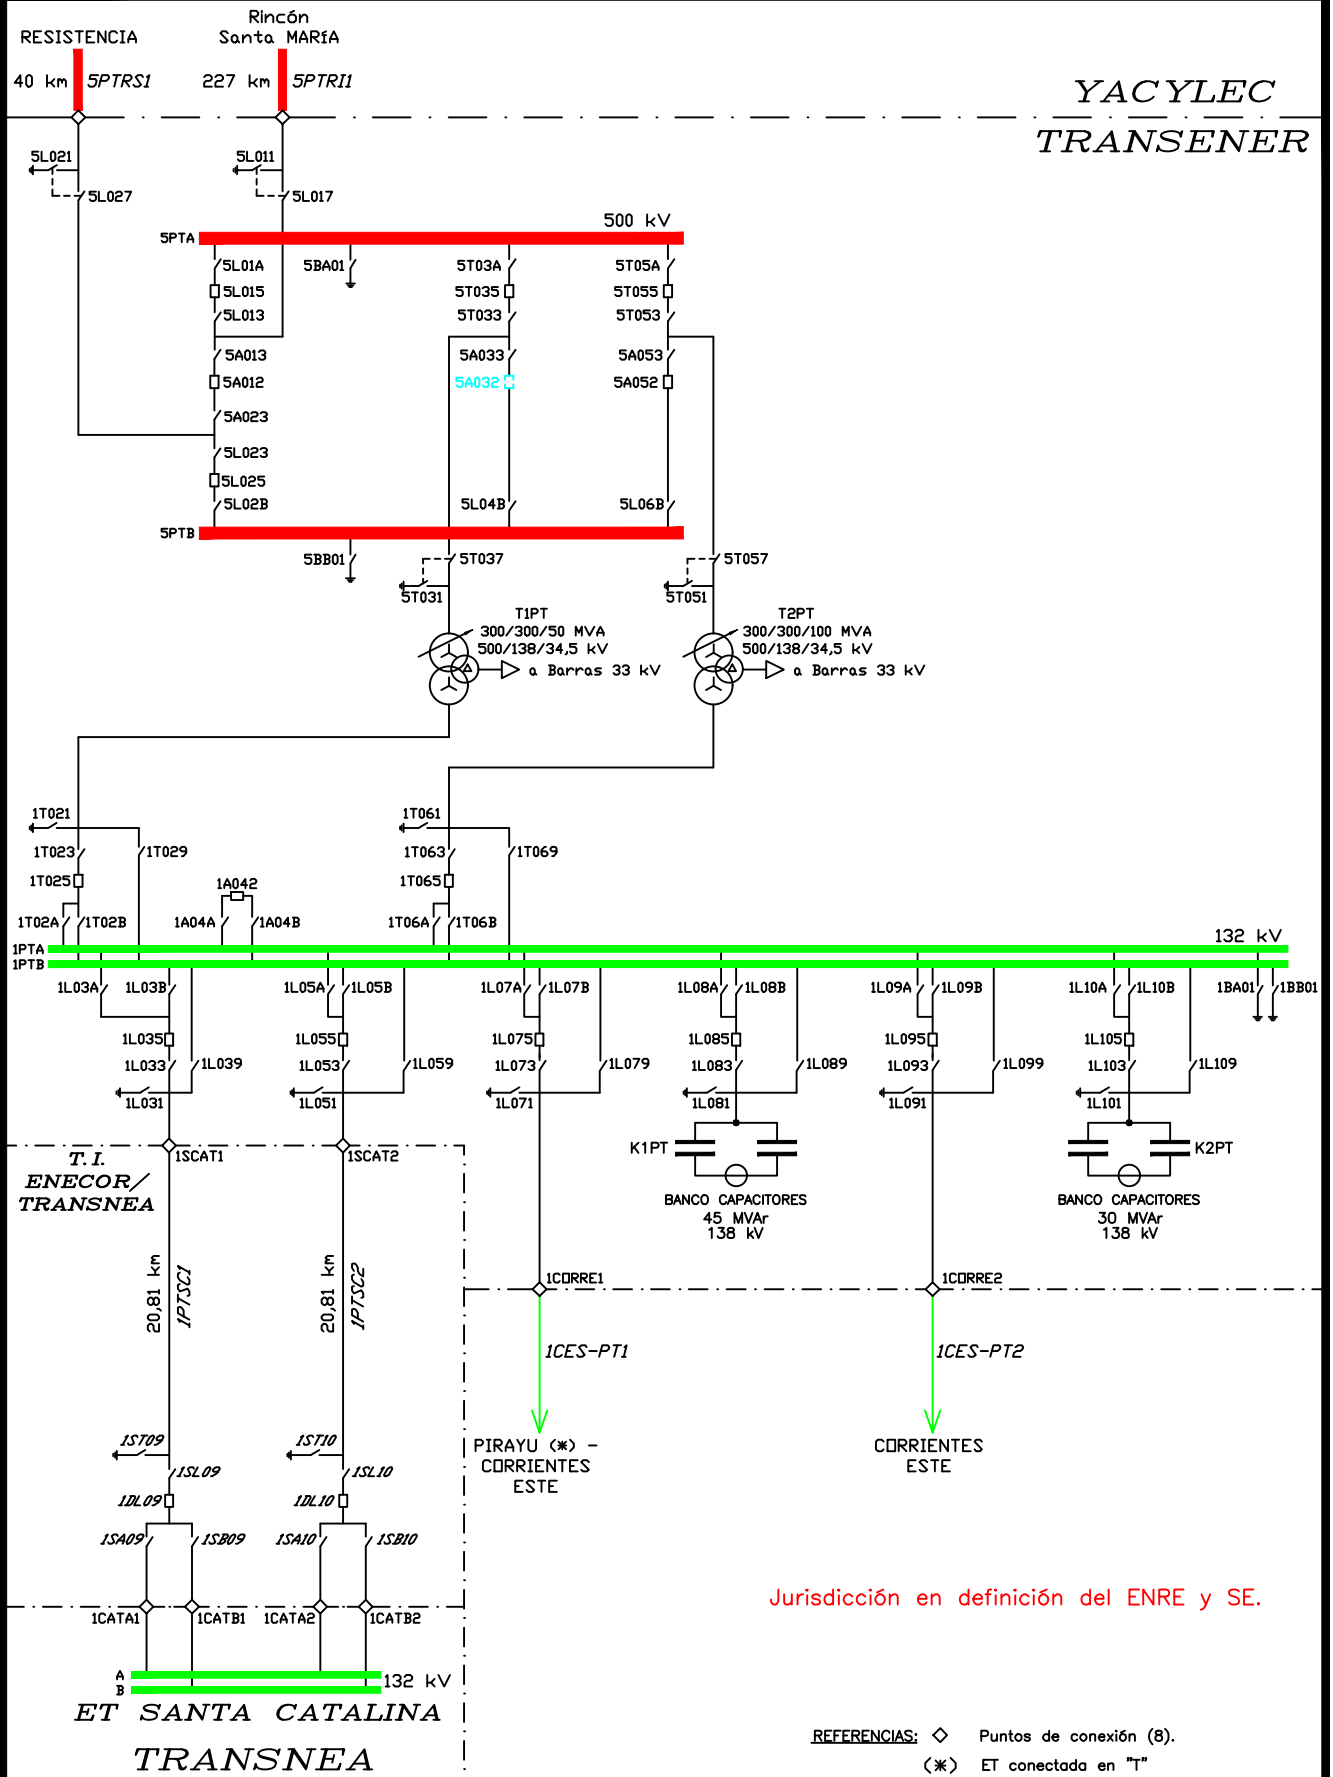 RESISTENCIA
Rincón
Santa MARÍA
40 km
5PTRS1
227 km
5PTRI1
YACYLEC
TRANSENER
5L021
5L011
5L027
5L017
500 kV
5PTA
5L01A
5BA01
5T03A
5T05A
5L015
5T035
5T055
5L013
5T033
5T053
5A013
5A033
5A053
5A012
5A032
5A052
5A023
5L023
5L025
5L02B
5L04B
5L06B
5PTB
5BB01
5T037
5T057
5T031
5T051
T1PT
300/300/50 MVA
500/138/34,5 kV
a Barras 33 kV
T2PT
300/300/100 MVA
500/138/34,5 kV
a Barras 33 kV
1T021
1T061
1T023
1T029
1T063
1T069
1T025
1A042
1T065
1T02A
1T02B
1A04A
1A04B
1T06A
1T06B
132 kV
1PTA
1PTB
1L03A
1L03B
1L05A
1L05B
1L07A
1L07B
1L08A
1L08B
1L09A
1L09B
1L10A
1L10B
1BA01
1BB01
1L035
1L055
1L075
1L085
1L095
1L105
1L033
1L039
1L053
1L059
1L073
1L079
1L083
1L089
1L093
1L099
1L103
1L109
1L031
1L051
1L071
1L081
1L091
1L101
K1PT
K2PT
1SCAT1
1SCAT2
T.I.
ENECOR/
TRANSNEA
BANCO CAPACITORES
45 MVAr
138 kV
BANCO CAPACITORES
30 MVAr
138 kV
20,81 km
1PTSC1
20,81 km
1PTSC2
1CORRE1
1CORRE2
1CES-PT1
1CES-PT2
PIRAYU (*) -
CORRIENTES
ESTE
CORRIENTES
ESTE
1ST09
1ST10
1SL09
1SL10
1DL09
1DL10
1SA09
1SB09
1SA10
1SB10
Jurisdicción en definición del ENRE y SE.
1CATA1
1CATB1
1CATA2
1CATB2
A
B
132 kV
ET SANTA CATALINA
TRANSNEA
REFERENCIAS: Puntos de conexión (8).
(*) ET conectada en "T"